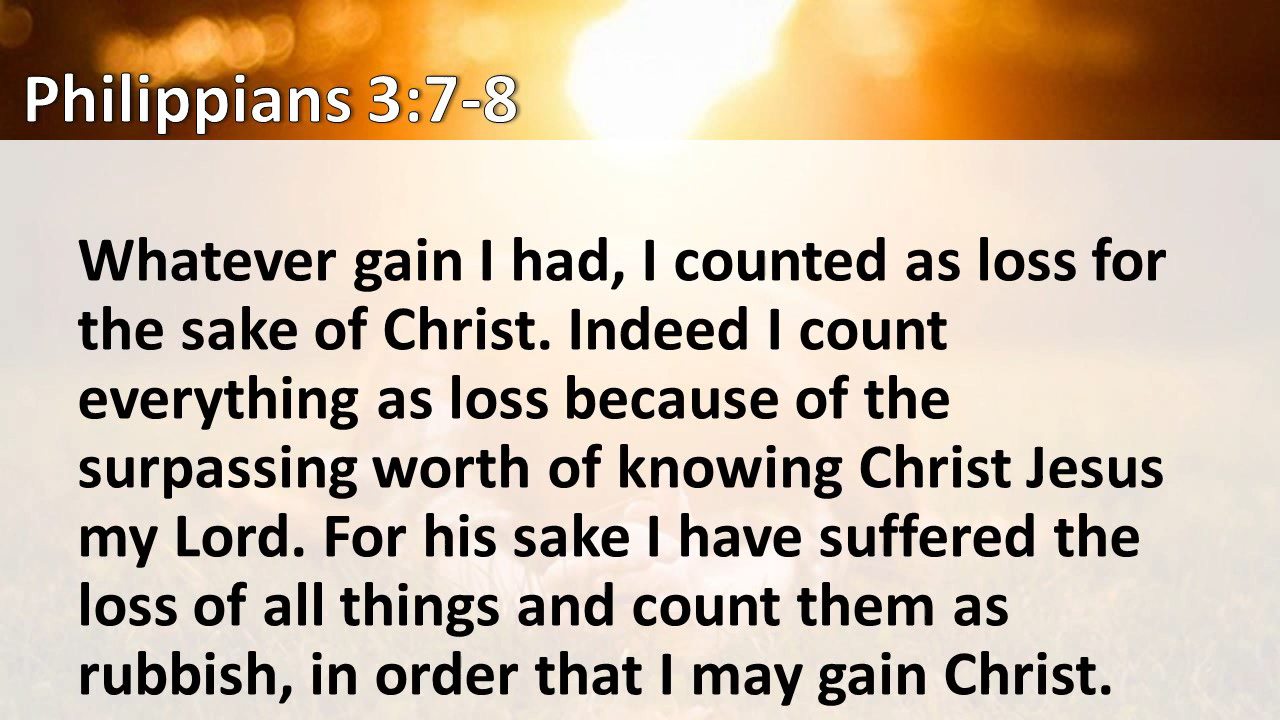 Philippians 3:7-8
Whatever gain I had, I counted as loss for
the sake of Christ. Indeed I count
everything as loss because of the
surpassing worth of knowing Christ Jesus
my Lord. For his sake I have suffered the
loss of all things and count them as
rubbish, in order that I may gain Christ.